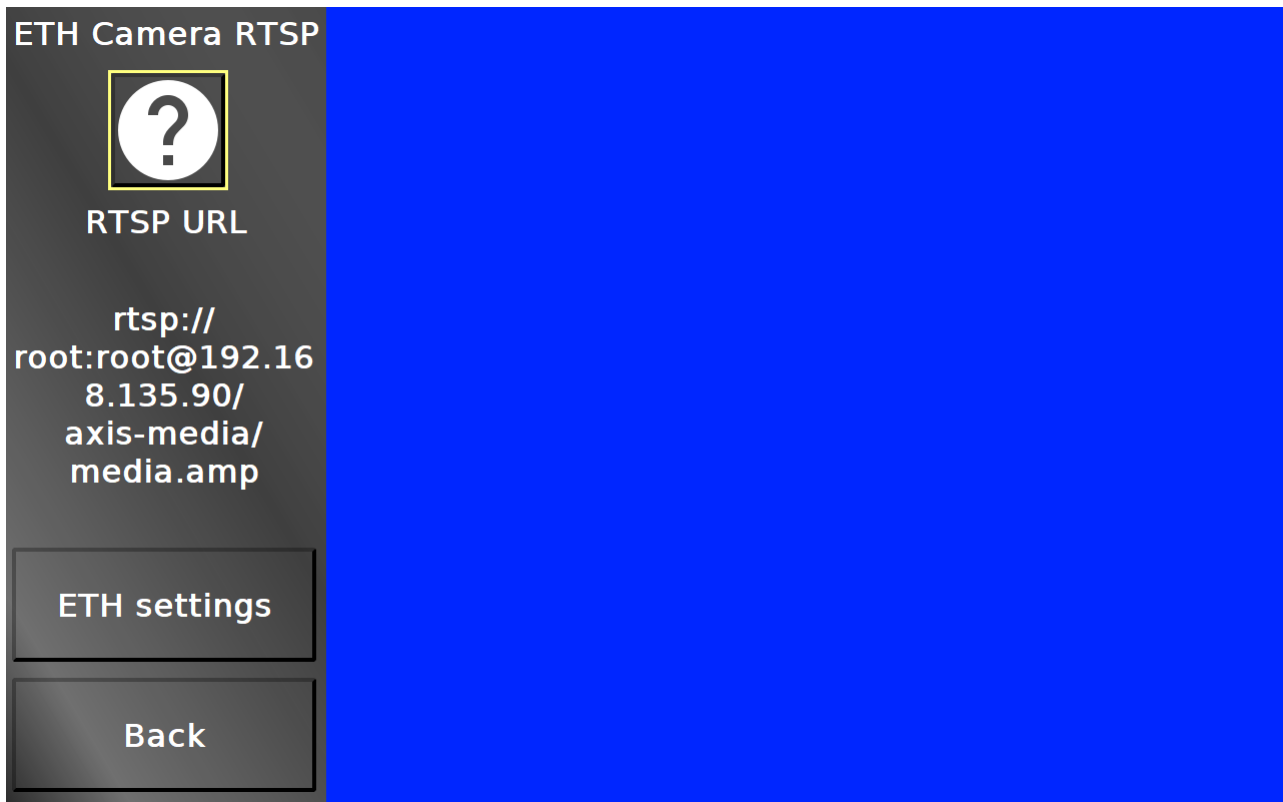 ETH Camera RTSP
?
RTSP URL
rtsp://
root:root@192.16
8.135.90/
axis-media/
media.amp
ETH settings
Back